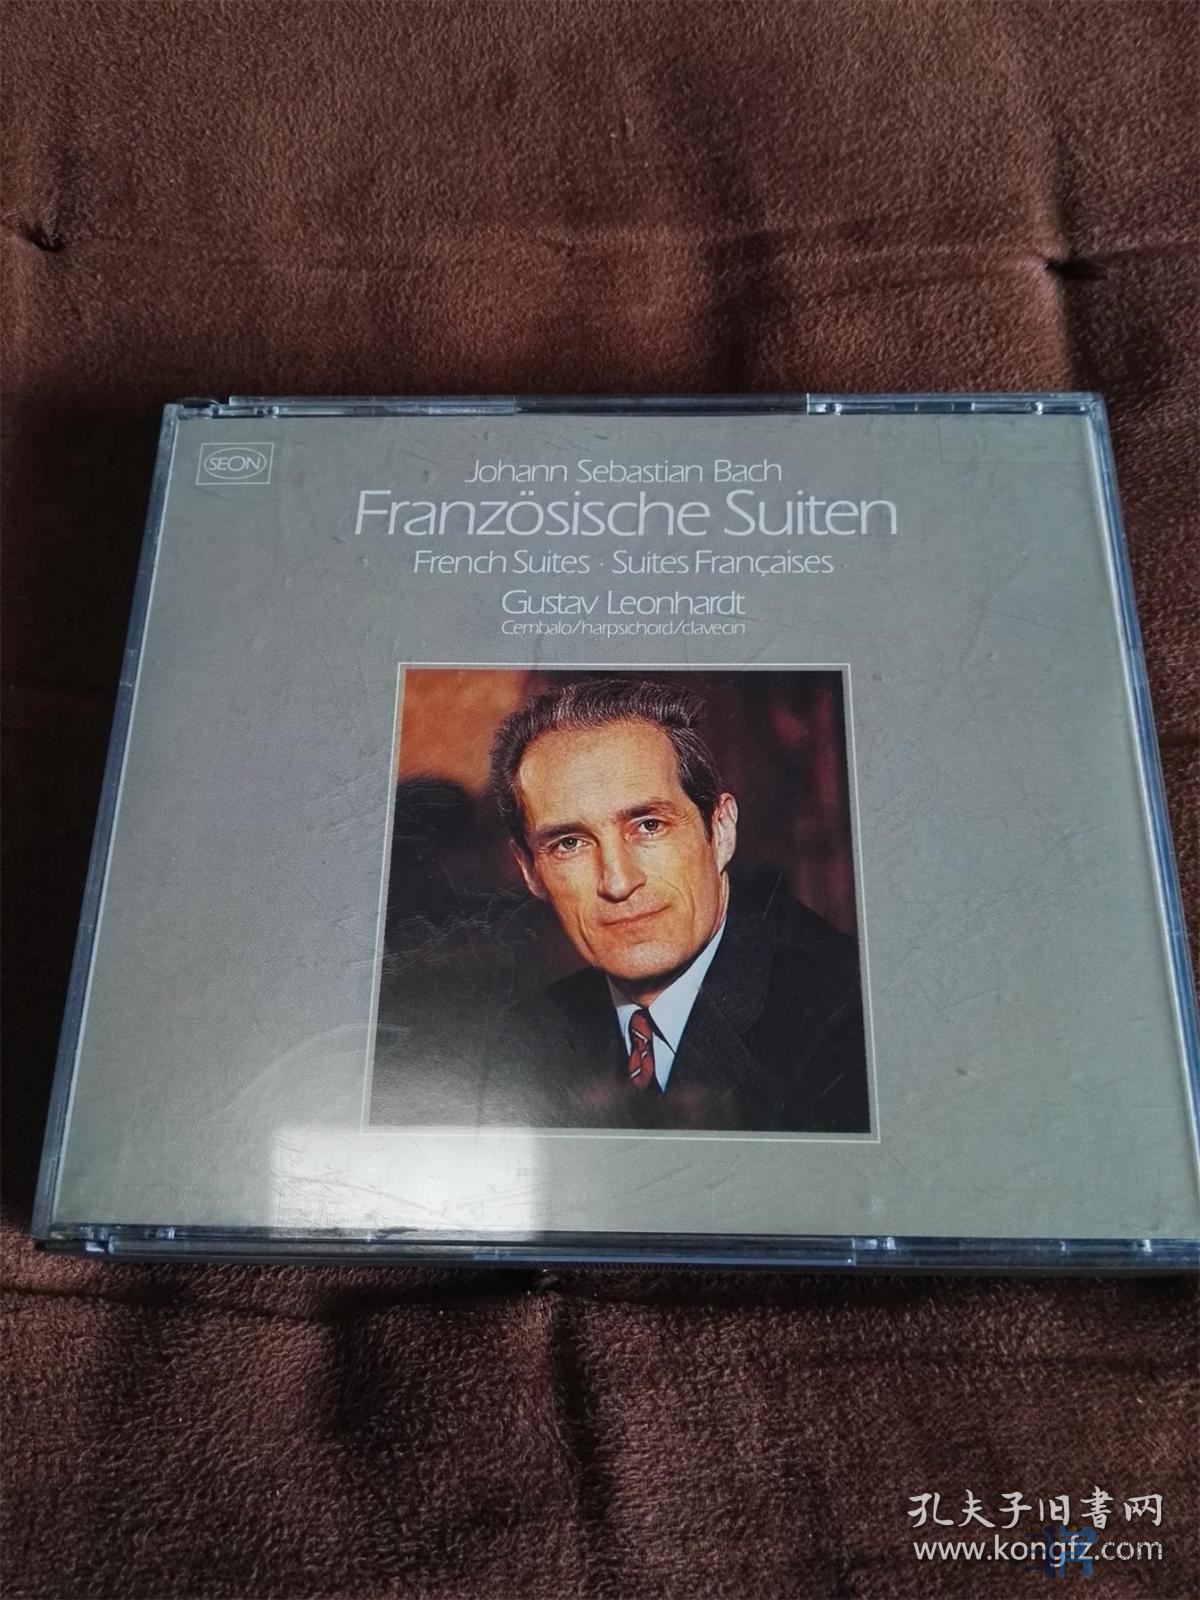 SEON
Johann Sebastian Bach
Französische Suiten
French Suites · Suites Françaises
Gustav Leonhardt
Cembalo/harpsichord/clavecin
孔夫子旧書网
www.kongfz.com